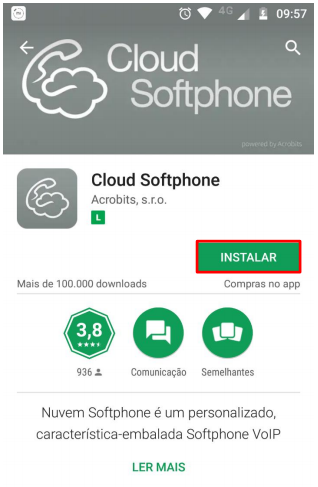 4G 09:57
Cloud
Softphone
powered by Acrobits
Cloud Softphone
Acrobits, s.r.o.
L
INSTALAR
Mais de 100.000 downloads
Compras no app
3,8
936
Comunicação
Semelhantes
Nuvem Softphone é um personalizado,
característica-embalada Softphone VoIP
LER MAIS